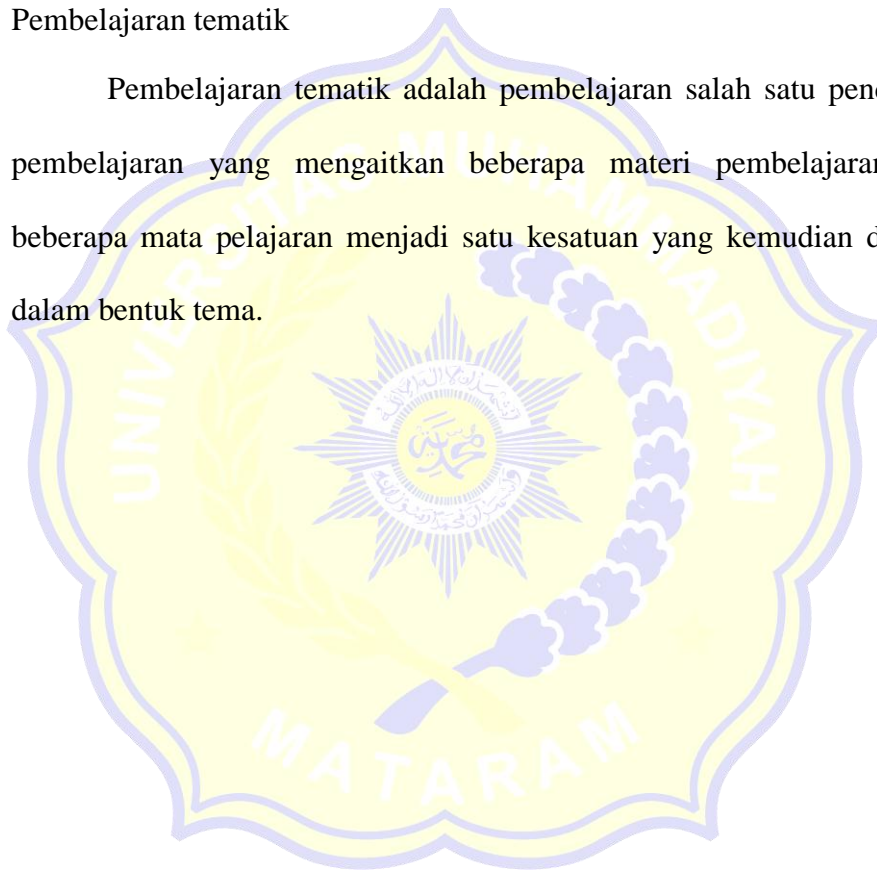 Pembelajaran tematik
Pembelajaran tematik adalah pembelajaran salah satu
pembelajaran yang mengaitkan beberapa materi
beberapa mata pelajaran menjadi satu kesatuan yang kemudian
dalam bentuk tema.
UNIVERSITAS MUHAMMADIYAH
MATARAM